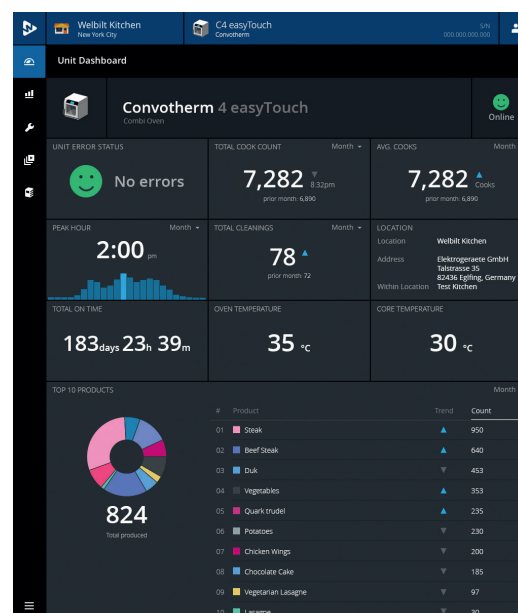 Welbilt Kitchen
New York City
C4 easyTouch
Convotherm
S/N
000.000.000.000
Unit Dashboard
Convotherm 4 easyTouch
Combi Oven
Online
UNIT ERROR STATUS
No errors
TOTAL COOK COUNT Month
7,282 8:32pm
prior month: 6,890
AVG. COOKS Month
7,282 Cooks
prior month: 6,890
PEAK HOUR Month
2:00 pm
TOTAL CLEANINGS Month
78
prior month: 72
LOCATION
Location Welbilt Kitchen
Address Elektrogeraete GmbH
Talstrasse 35
82436 Eglfing, Germany
Within Location Test Kitchen
TOTAL ON TIME
183days 23h 39m
OVEN TEMPERATURE
35 °C
CORE TEMPERATURE
30 °C
TOP 10 PRODUCTS Month
824
Total produced
# Product Trend Count
01 Steak 950
02 Beef Steak 640
03 Duk 453
04 Vegetables 353
05 Quark trudel 235
06 Potatoes 230
07 Chicken Wings 200
08 Chocolate Cake 185
09 Vegetarian Lasagne 97
10 Lasagne 30